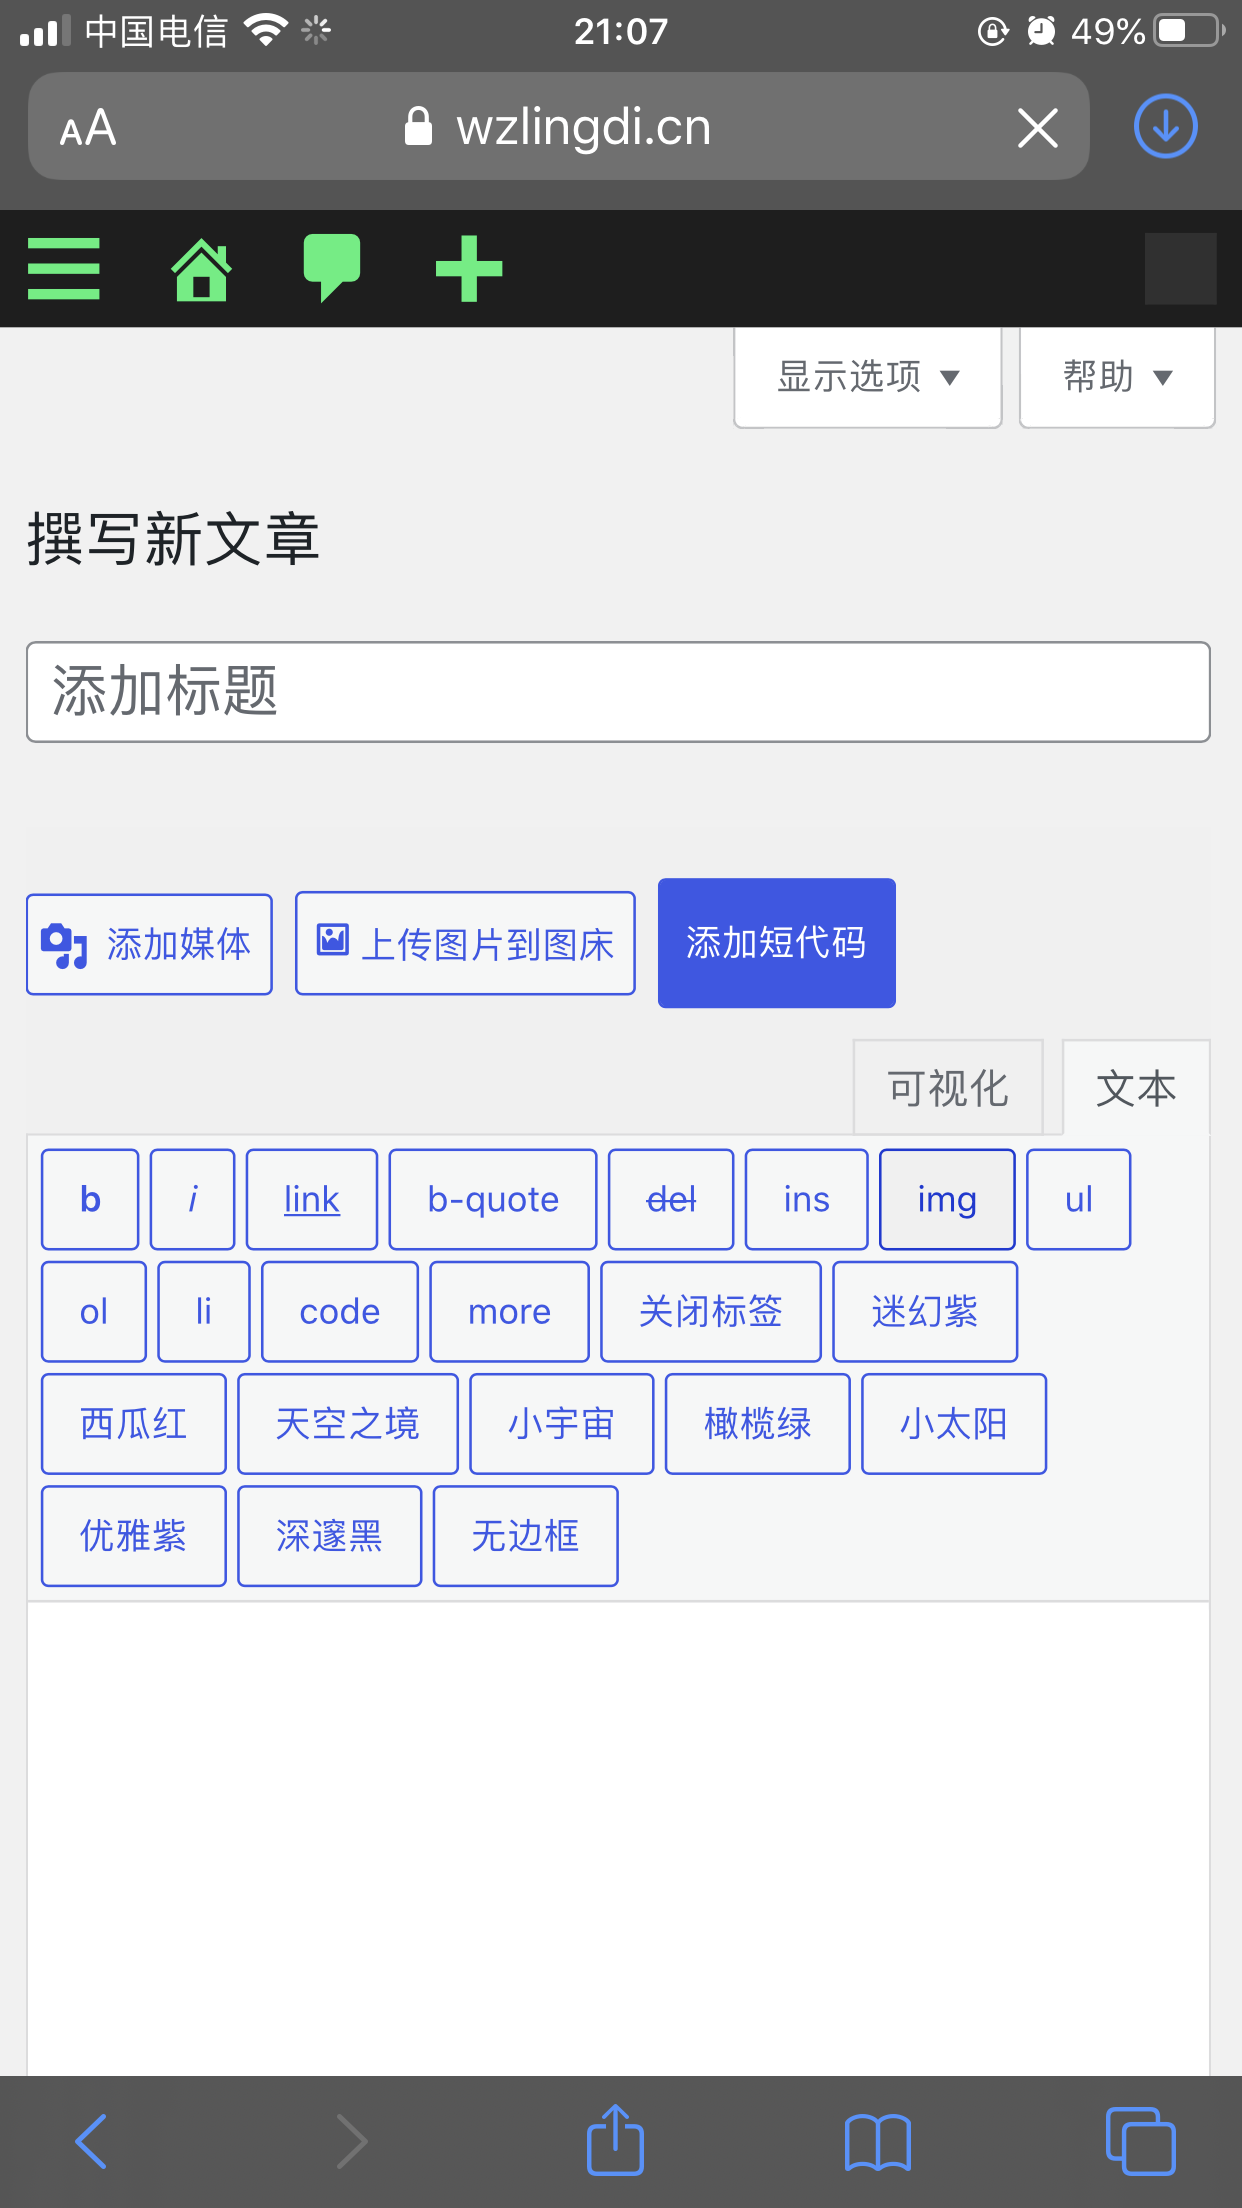 中国电信 21:07 49%
AA wzlingdi.cn
显示选项 帮助
撰写新文章
添加标题
添加媒体 上传图片到图床 添加短代码
可视化 文本
b i link b-quote del ins img ul
ol li code more 关闭标签 迷幻紫
西瓜红 天空之境 小宇宙 橄榄绿 小太阳
优雅紫 深邃黑 无边框